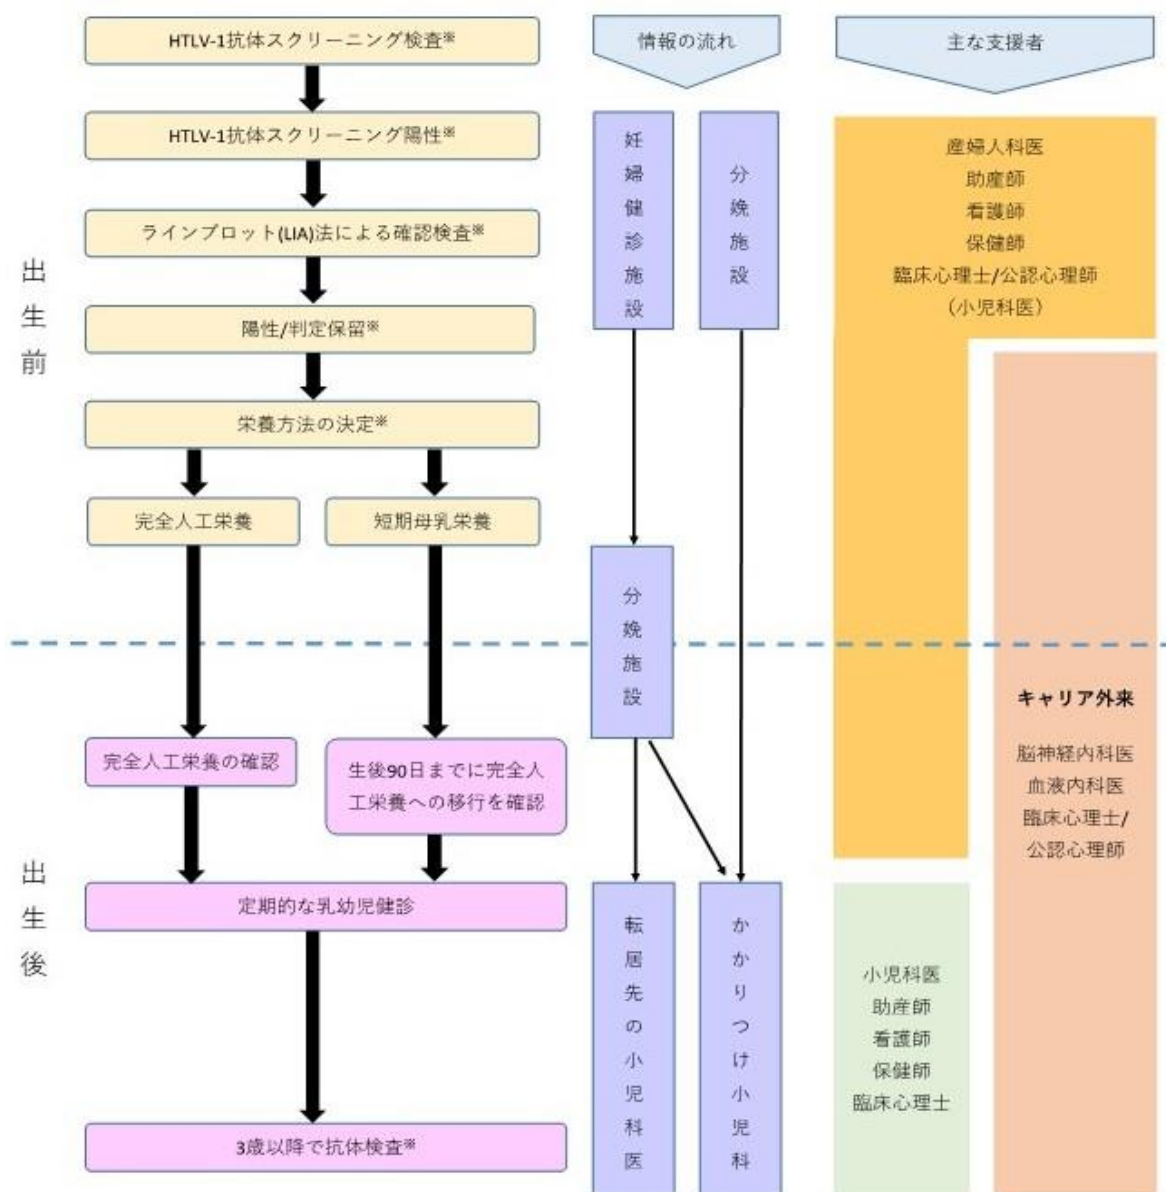 HTLV-1抗体スクリーニング検査※
HTLV-1抗体スクリーニング陽性※
ラインブロット(LIA)法による確認検査※
陽性/判定保留※
栄養方法の決定※
完全人工栄養
短期母乳栄養
出生前
完全人工栄養の確認
生後90日までに完全人
工栄養への移行を確認
定期的な乳幼児健診
3歳以降で抗体検査※
出生後
情報の流れ
妊婦健診施設
分娩施設
分娩施設
転居先の小児科医
かかりつけ小児科
主な支援者
産婦人科医
助産師
看護師
保健師
臨床心理士/公認心理師
（小児科医）
キャリア外来
脳神経内科医
血液内科医
臨床心理士/
公認心理師
小児科医
助産師
看護師
保健師
臨床心理士